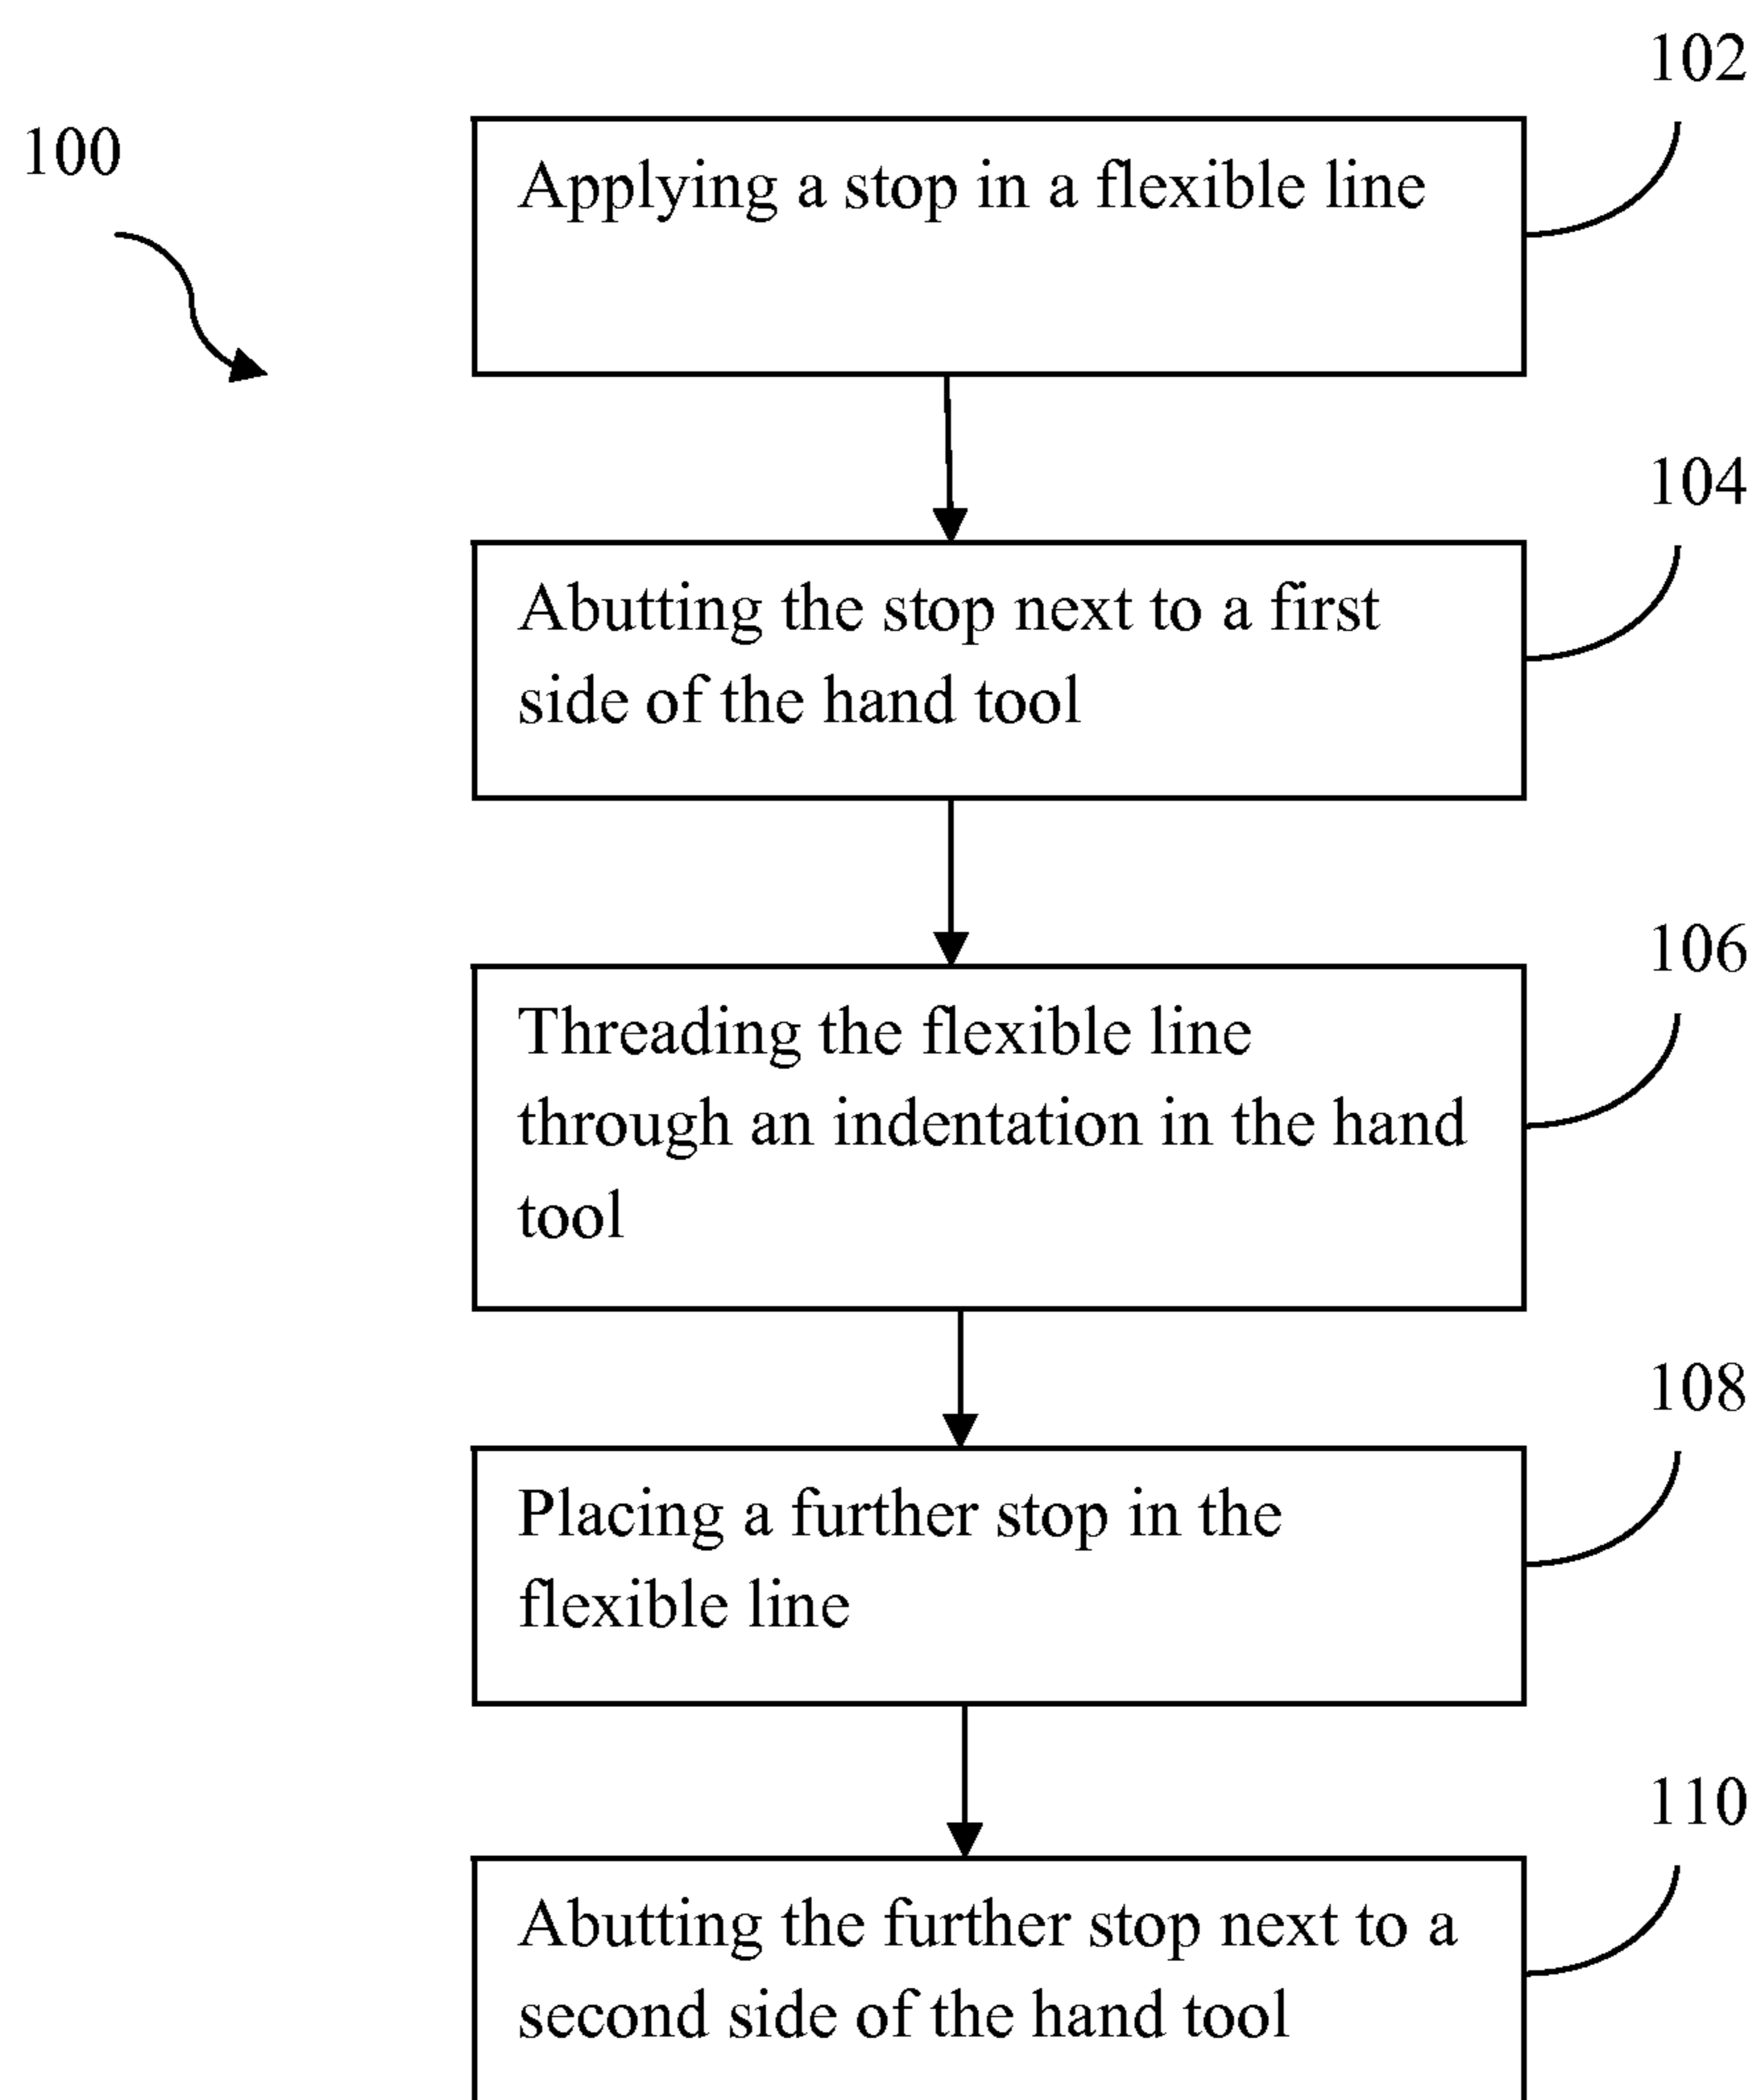 102
100
Applying a stop in a flexible line
104
Abutting the stop next to a first
side of the hand tool
106
Threading the flexible line
through an indentation in the hand
tool
108
Placing a further stop in the
flexible line
110
Abutting the further stop next to a
second side of the hand tool